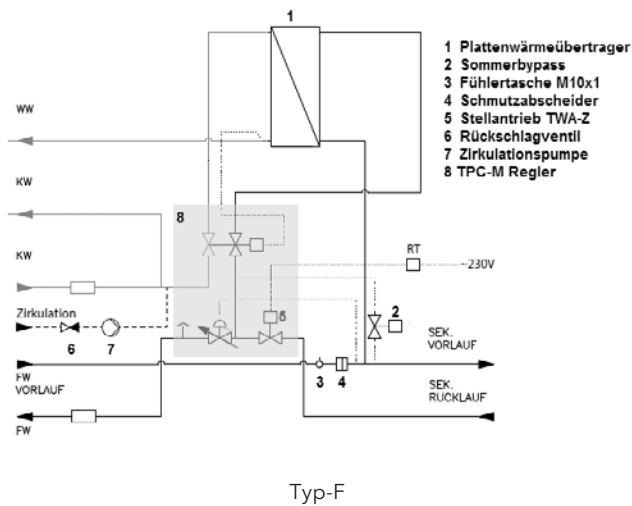 1
1 Plattenwärmeübertrager
2 Sommerbypass
3 Fühlertasche M10x1
4 Schmutzabscheider
5 Stellantrieb TWA-Z
6 Rückschlagventil
7 Zirkulationspumpe
8 TPC-M Regler
WW
KW
8
KW
RT
~230V
Zirkulation
5
2
6
7
SEK.
VORLAUF
FW
VORLAUF
3
4
SEK.
RUCKLAUF
FW
Typ-F